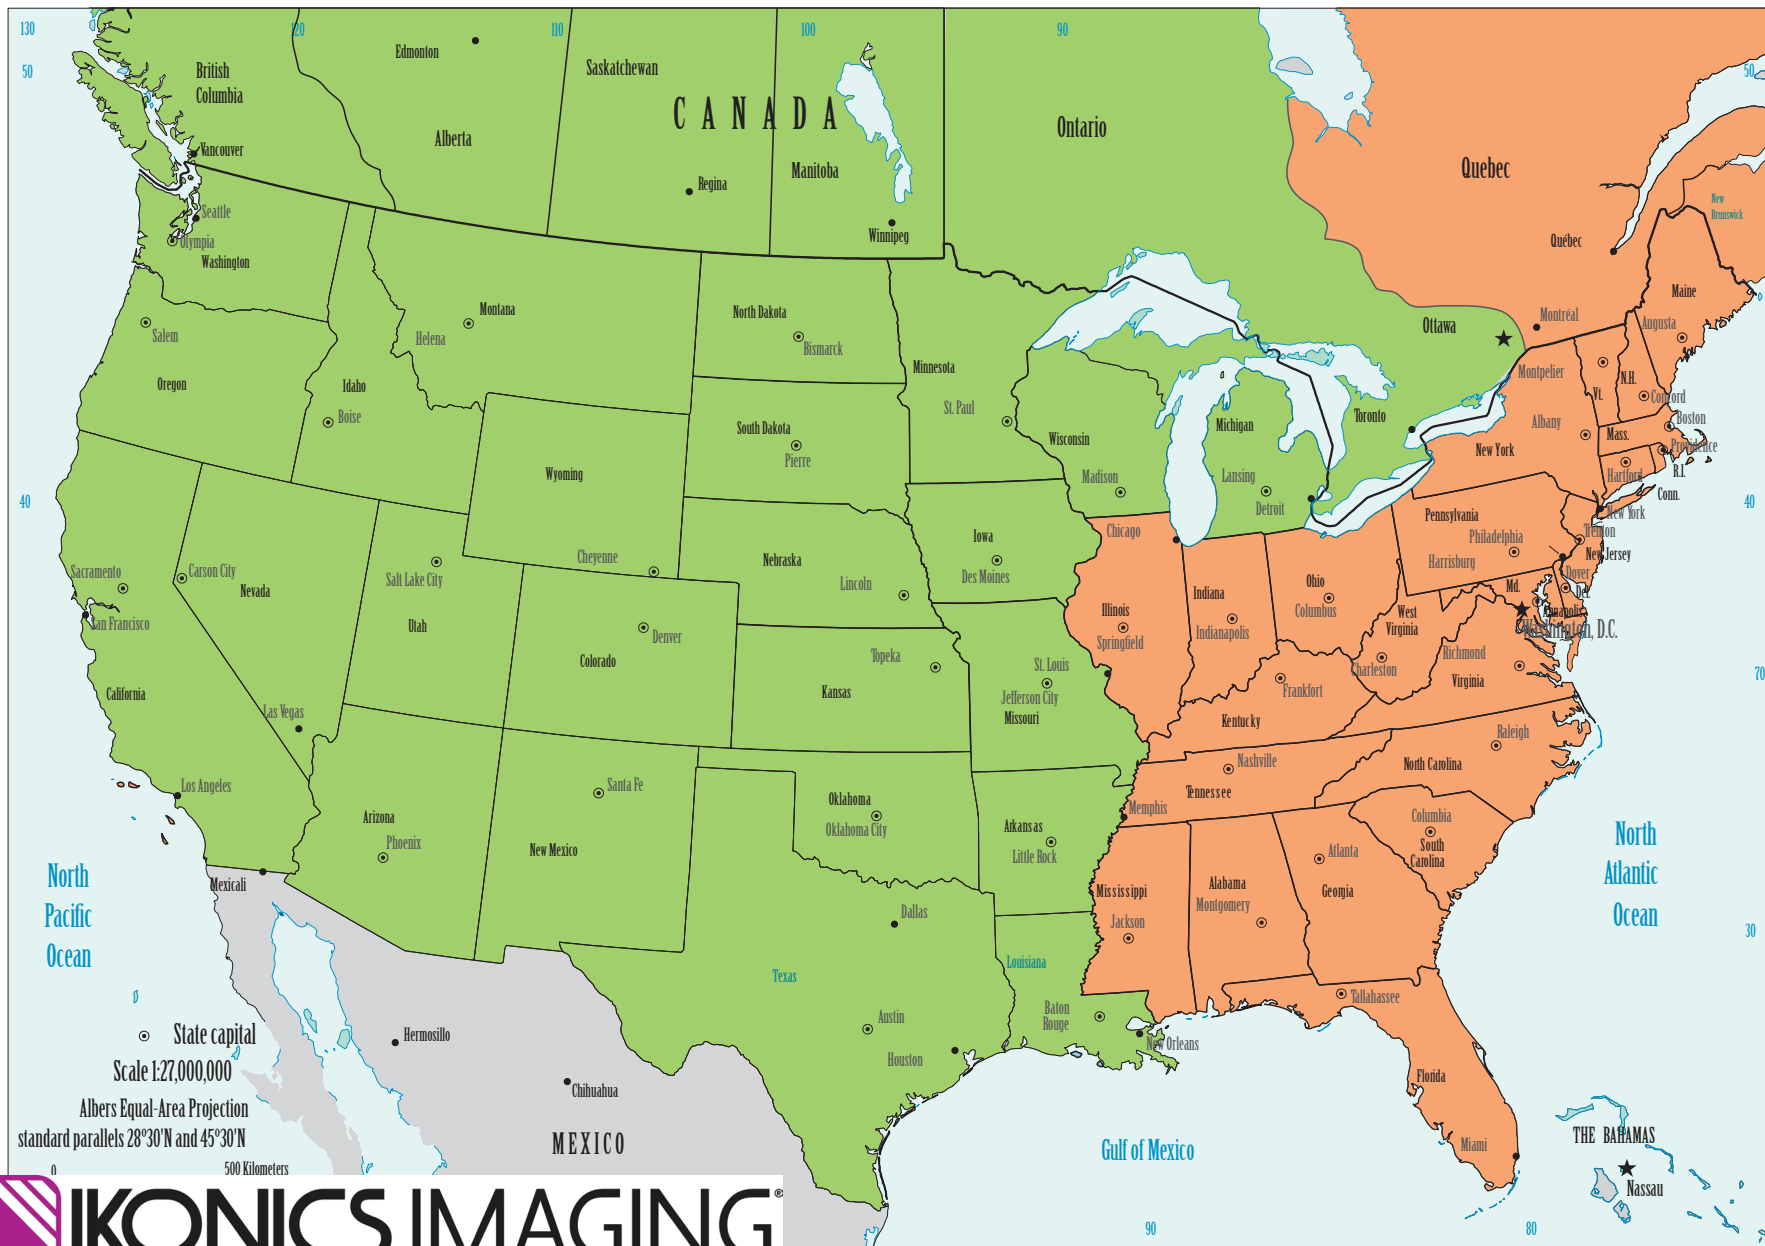 130
120
110
100
90
50
50
Edmonton
Saskatchewan
British
Columbia
CANADA
Ontario
Alberta
Vancouver
Manitoba
Quebec
Regina
New
Brunswick
Seattle
Olympia
Washington
Winnipeg
Québec
Maine
Montana
Helena
North Dakota
Bismarck
Salem
Ottawa
Montréal
Augusta
Oregon
Idaho
Boise
Minnesota
St. Paul
Montpelier
Vt.
N.H.
Concord
South Dakota
Pierre
Wisconsin
Madison
Michigan
Lansing
Detroit
Toronto
Albany
New York
Mass.
Boston
Providence
Hartford
R.I.
Conn.
Wyoming
Cheyenne
40
40
Nebraska
Lincoln
Iowa
Des Moines
Chicago
Pennsylvania
Philadelphia
Harrisburg
New York
Trenton
New Jersey
Dover
Del.
Md.
Annapolis
Washington, D.C.
Sacramento
San Francisco
Carson City
Nevada
Salt Lake City
Utah
Denver
Colorado
Topeka
Kansas
St. Louis
Jefferson City
Missouri
Illinois
Springfield
Indiana
Indianapolis
Ohio
Columbus
West
Virginia
Charleston
Richmond
Virginia
70
California
Las Vegas
Frankfort
Kentucky
Raleigh
North Carolina
Nashville
Tennessee
Memphis
Los Angeles
Arizona
Phoenix
Santa Fe
New Mexico
Oklahoma
Oklahoma City
Arkansas
Little Rock
Columbia
South
Carolina
Atlanta
Georgia
Alabama
Montgomery
Mississippi
Jackson
North
Pacific
Ocean
North
Atlantic
Ocean
30
Mexicali
Dallas
Texas
Louisiana
Baton
Rouge
New Orleans
Tallahassee
Austin
Houston
Hermosillo
Chihuahua
MEXICO
Florida
Miami
Gulf of Mexico
THE BAHAMAS
Nassau
90
80
State capital
Scale 1:27,000,000
Albers Equal-Area Projection
standard parallels 28°30'N and 45°30'N
0
500 Kilometers
IKONICS IMAGING®